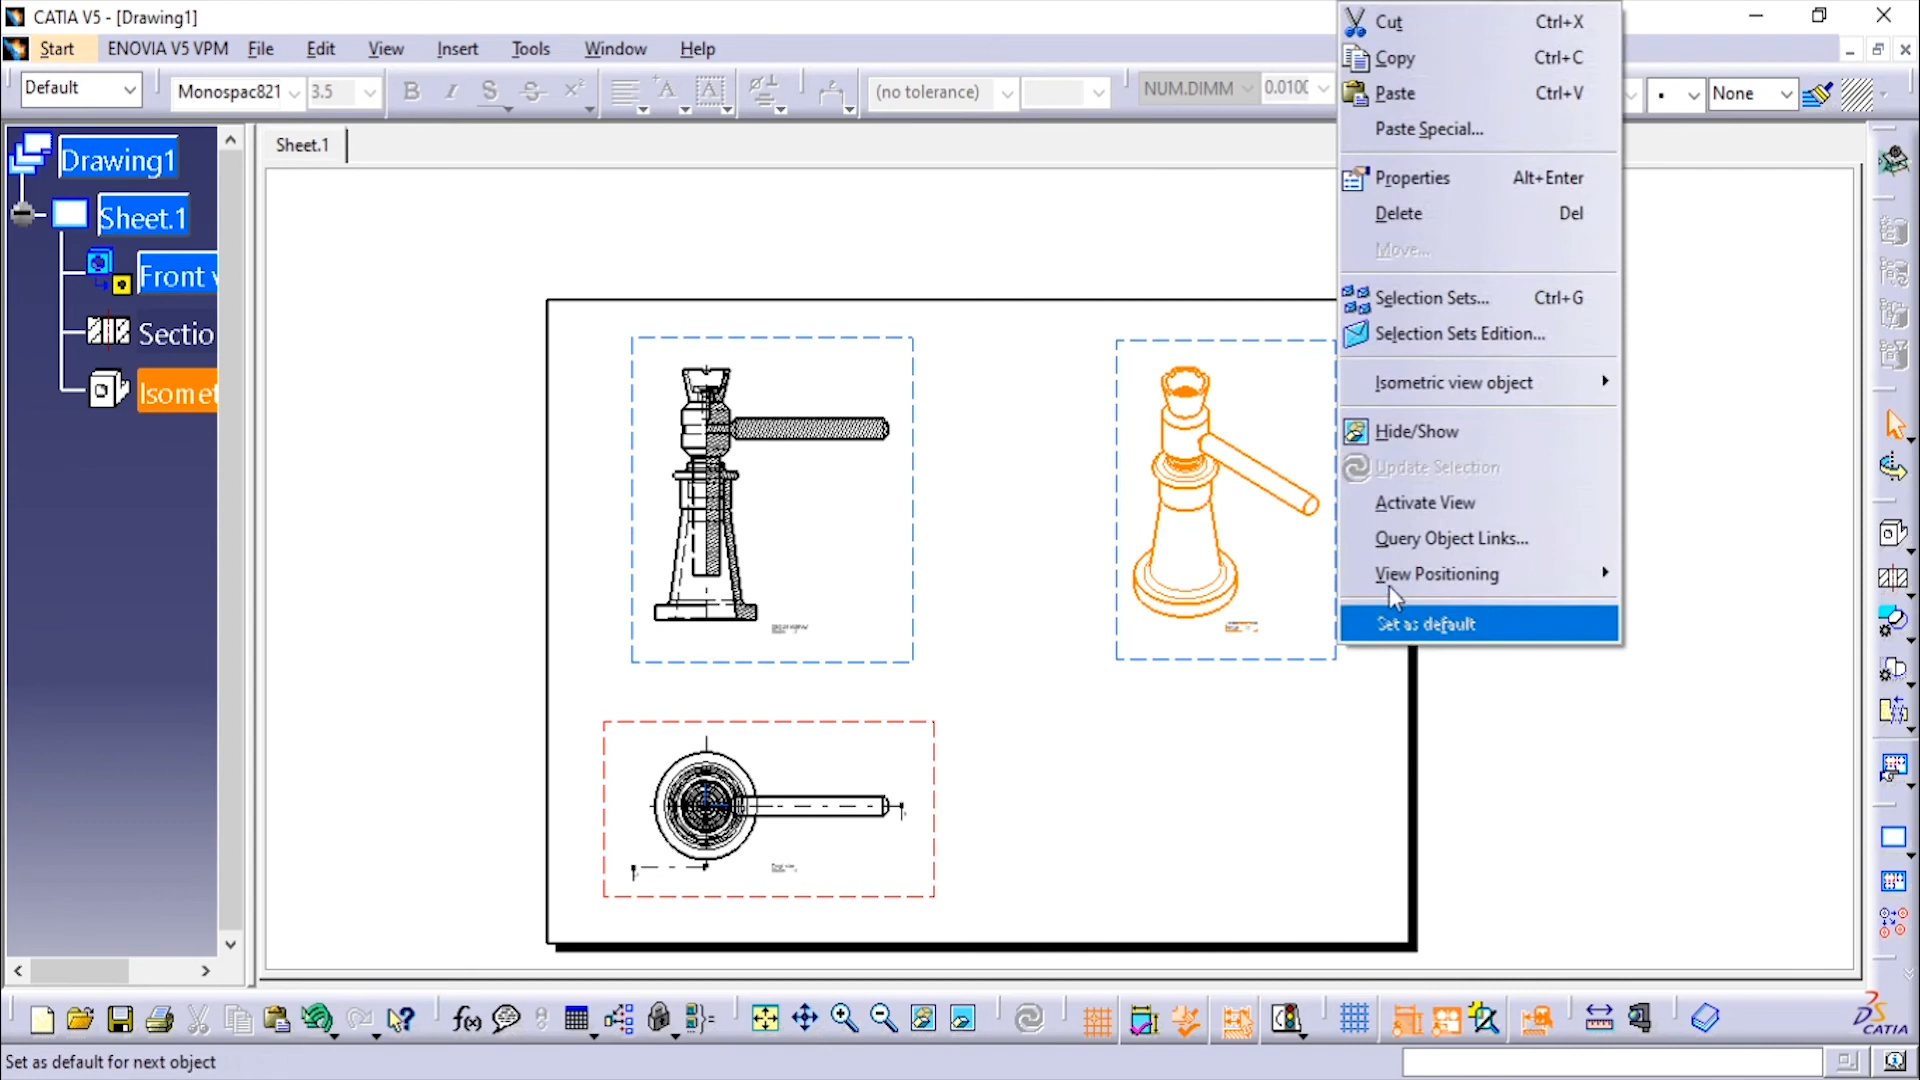 CATIA V5 - [Drawing1]
Start ENOVIA V5 VPM File Edit View Insert Tools Window Help
Default Monospac821 3.5 B I S S (no tolerance) NUM.DIMM 0.0100 None
Sheet.1
Drawing1
Sheet.1
Front v
Sectio
Isomet
Cut Ctrl+X
Copy Ctrl+C
Paste Ctrl+V
Paste Special...
Properties Alt+Enter
Delete Del
Move...
Selection Sets... Ctrl+G
Selection Sets Edition...
Isometric view object
Hide/Show
Update Selection
Activate View
Query Object Links...
View Positioning
Set as default
f(x)
CATIA
Set as default for next object